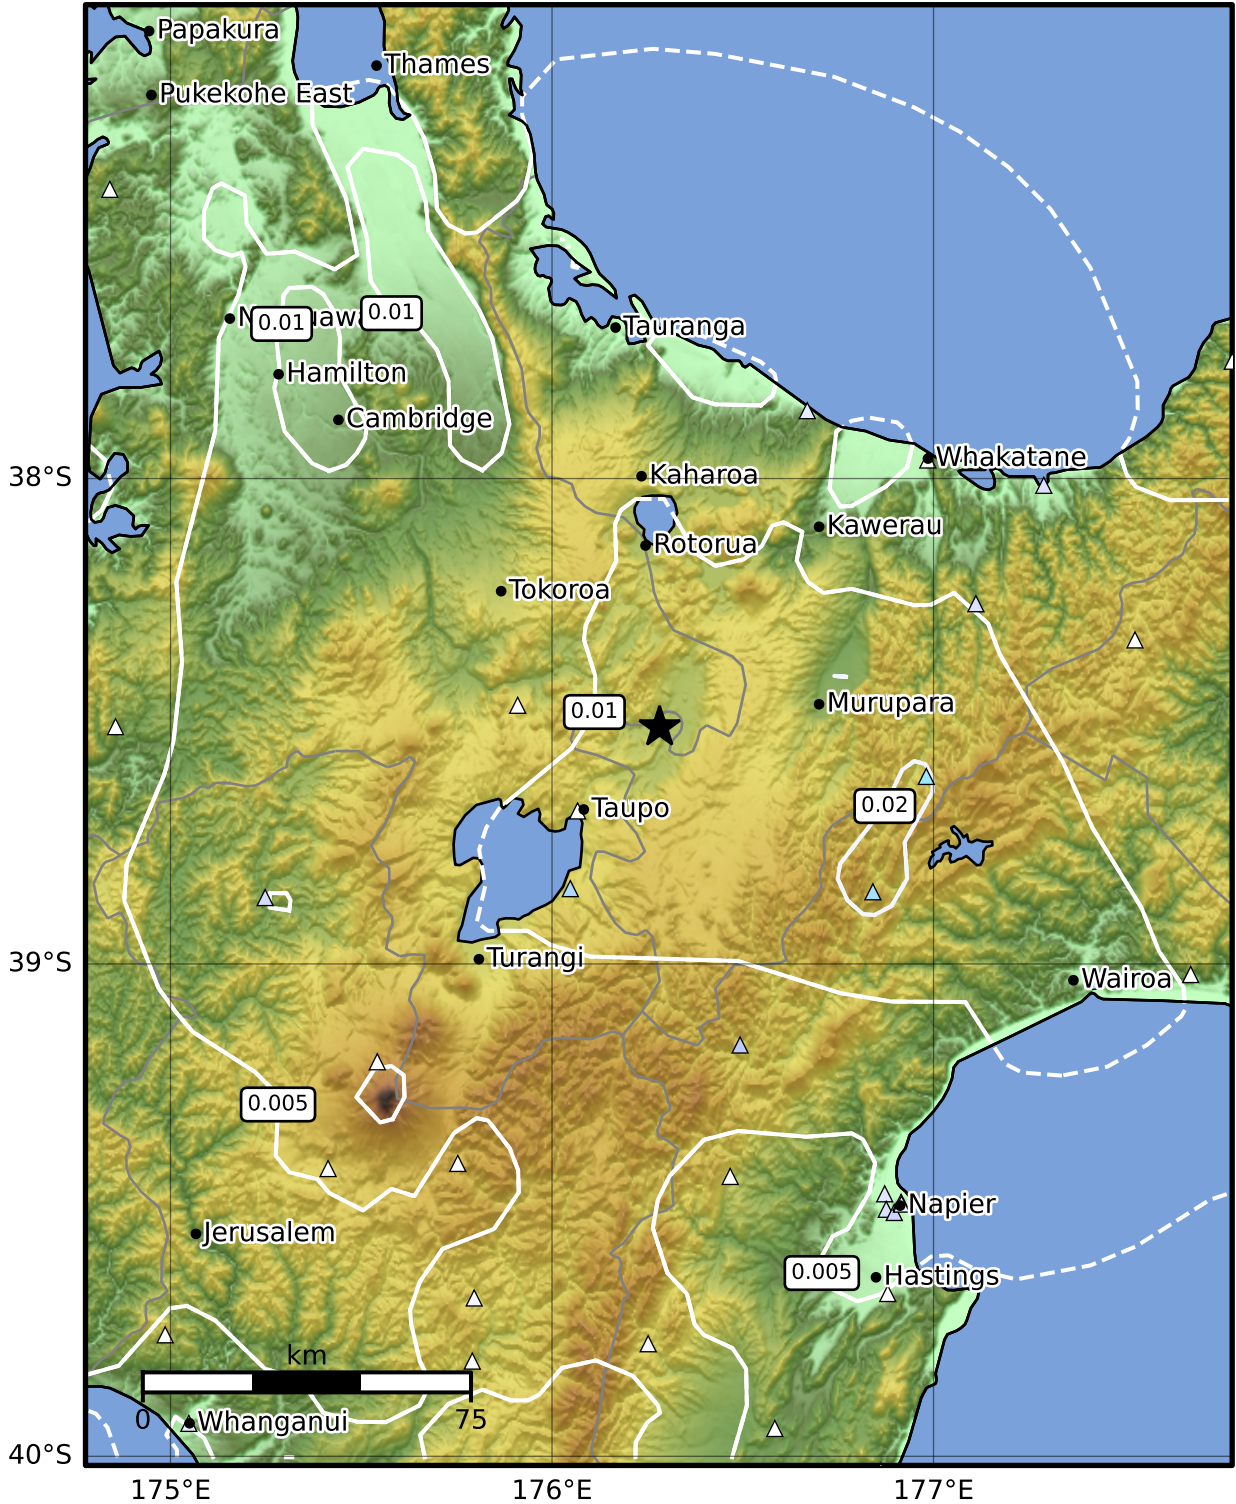 Papakura
Thames
Pukekohe East
0.01
0.01
Tauranga
Hamilton
Cambridge
Whakatane
Kaharoa
38°S
Kawerau
Rotorua
Tokoroa
Murupara
0.01
0.02
Taupo
Turangi
39°S
Wairoa
0.005
Napier
Jerusalem
0.005
Hastings
km
0
75
Whanganui
40°S
175°E
176°E
177°E